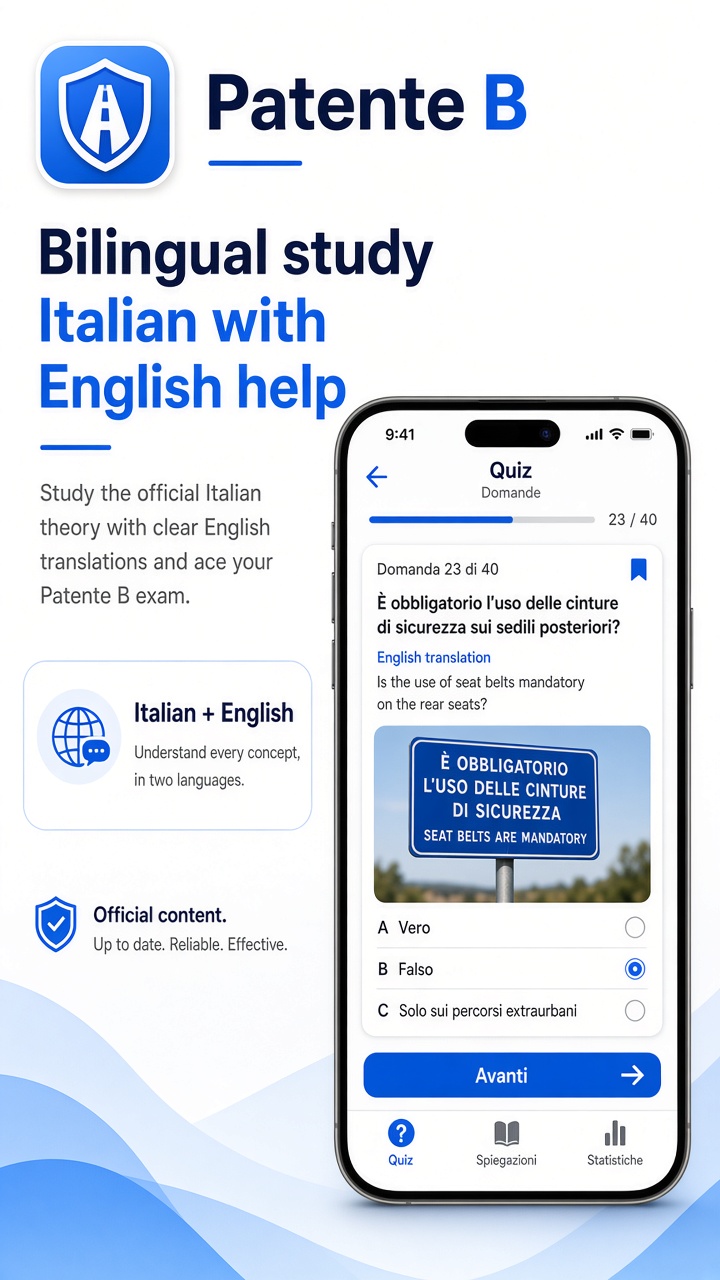 Patente B
Bilingual study
Italian with
English help
Study the official Italian
theory with clear English
translations and ace your
Patente B exam.
Italian + English
Understand every concept,
in two languages.
Official content.
Up to date. Reliable. Effective.
9:41
Quiz
Domande
23 / 40
Domanda 23 di 40
È obbligatorio l'uso delle cinture
di sicurezza sui sedili posteriori?
English translation
Is the use of seat belts mandatory
on the rear seats?
È OBBLIGATORIO
L'USO DELLE CINTURE
DI SICUREZZA
SEAT BELTS ARE MANDATORY
A Vero
B Falso
C Solo sui percorsi extraurbani
Avanti
Quiz
Spiegazioni
Statistiche